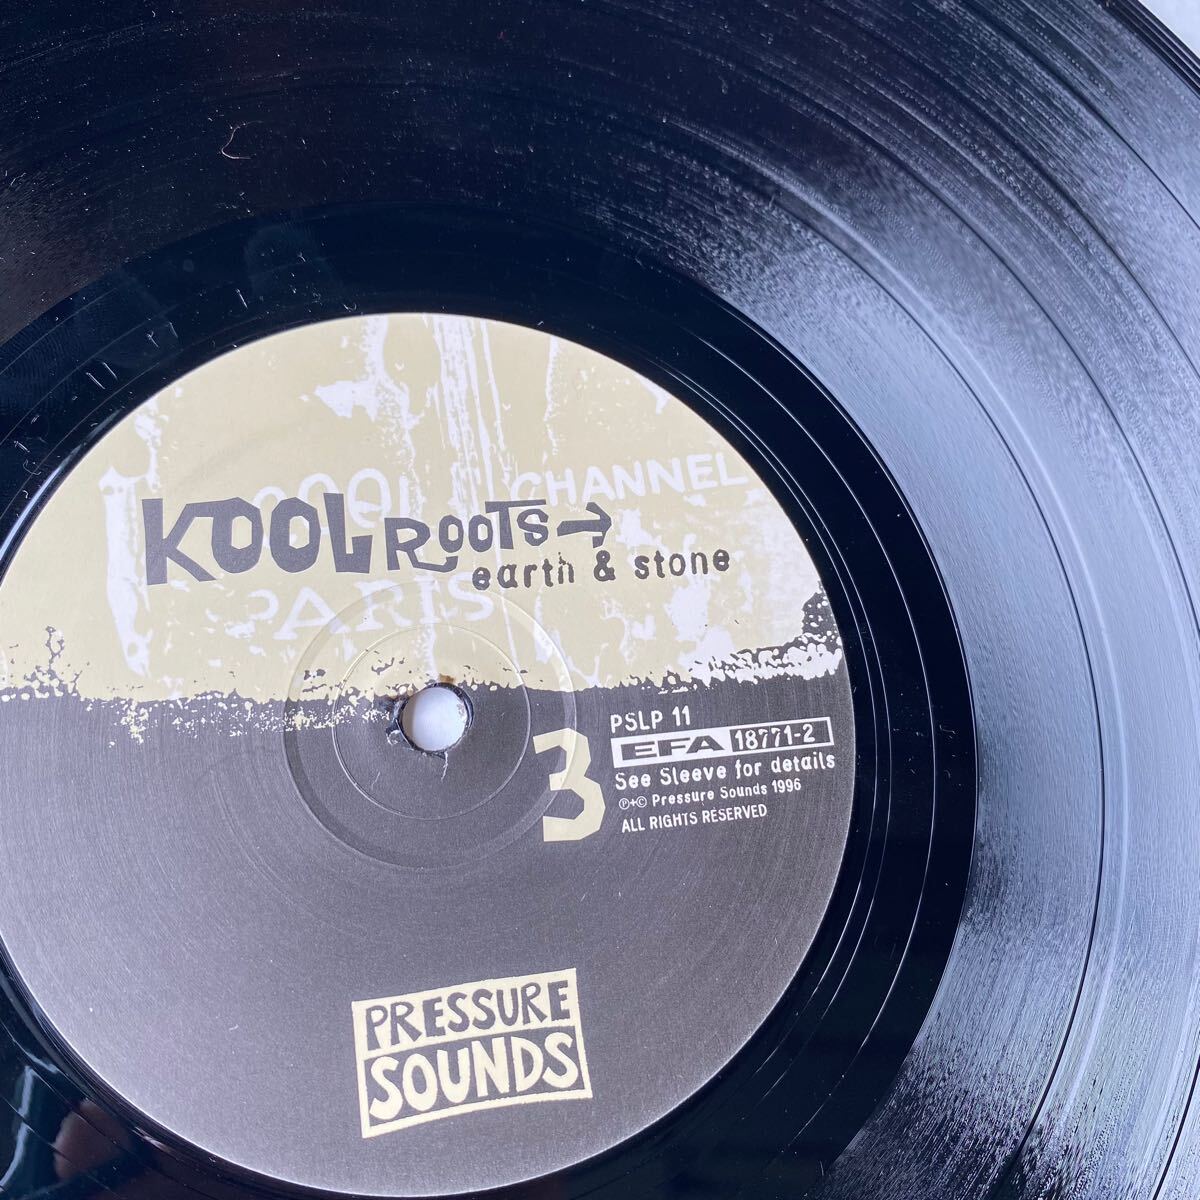 COOL CHANNEL
KOOL ROOTS→
earth & stone
PARIS
PSLP 11
EFA 18771-2
3
See Sleeve for details
℗+© Pressure Sounds 1996
ALL RIGHTS RESERVED
PRESSURE
SOUNDS